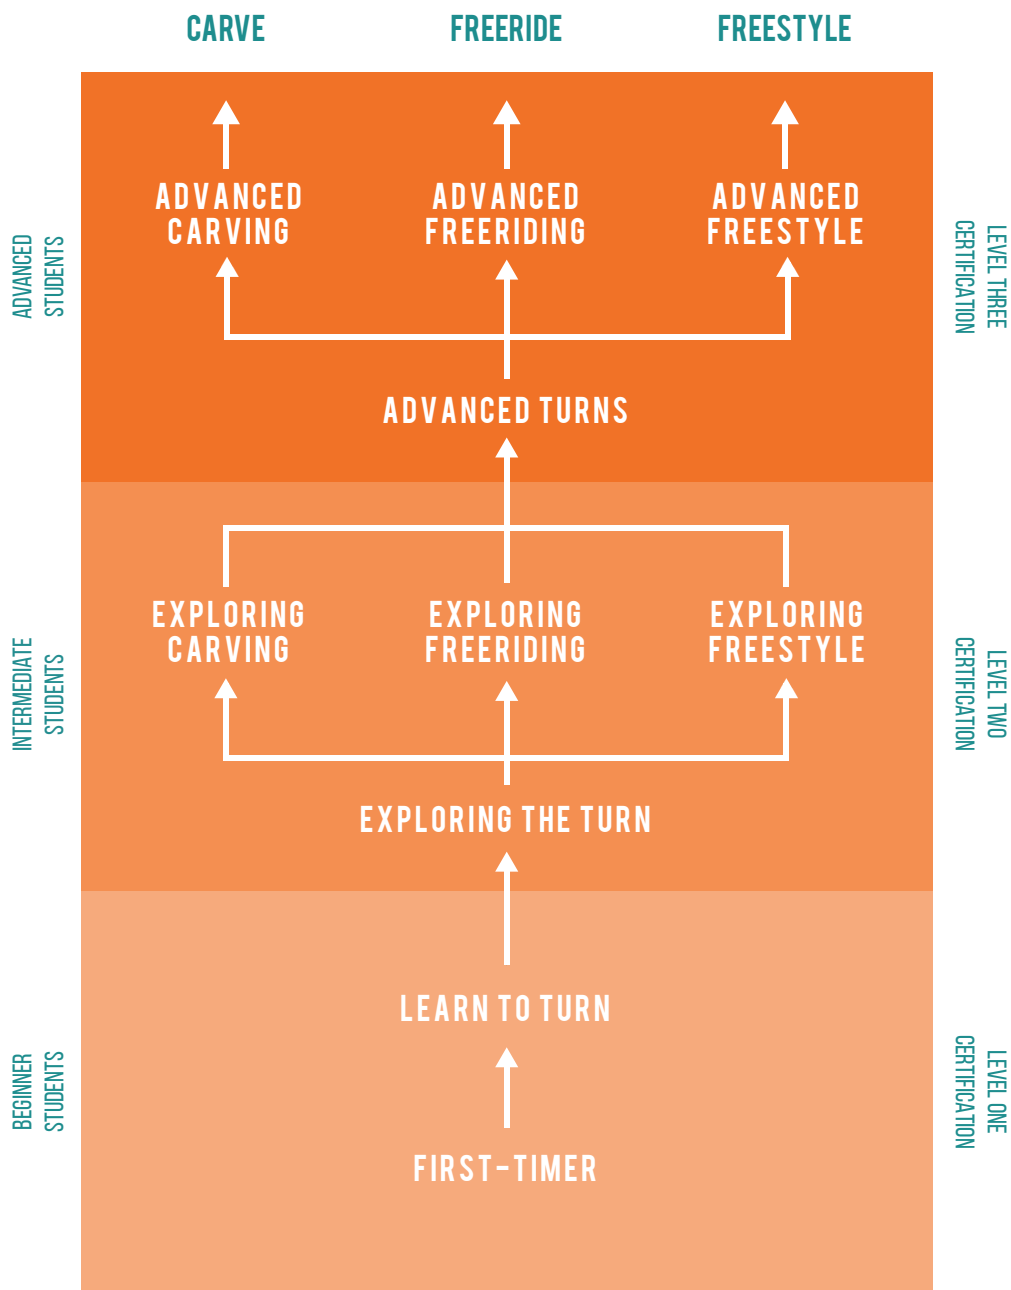 CARVE
FREERIDE
FREESTYLE
ADVANCED
CARVING
ADVANCED
FREERIDING
ADVANCED
FREESTYLE
ADVANCED
STUDENTS
LEVEL THREE
CERTIFICATION
ADVANCED TURNS
EXPLORING
CARVING
EXPLORING
FREERIDING
EXPLORING
FREESTYLE
INTERMEDIATE
STUDENTS
LEVEL TWO
CERTIFICATION
EXPLORING THE TURN
LEARN TO TURN
BEGINNER
STUDENTS
LEVEL ONE
CERTIFICATION
FIRST-TIMER